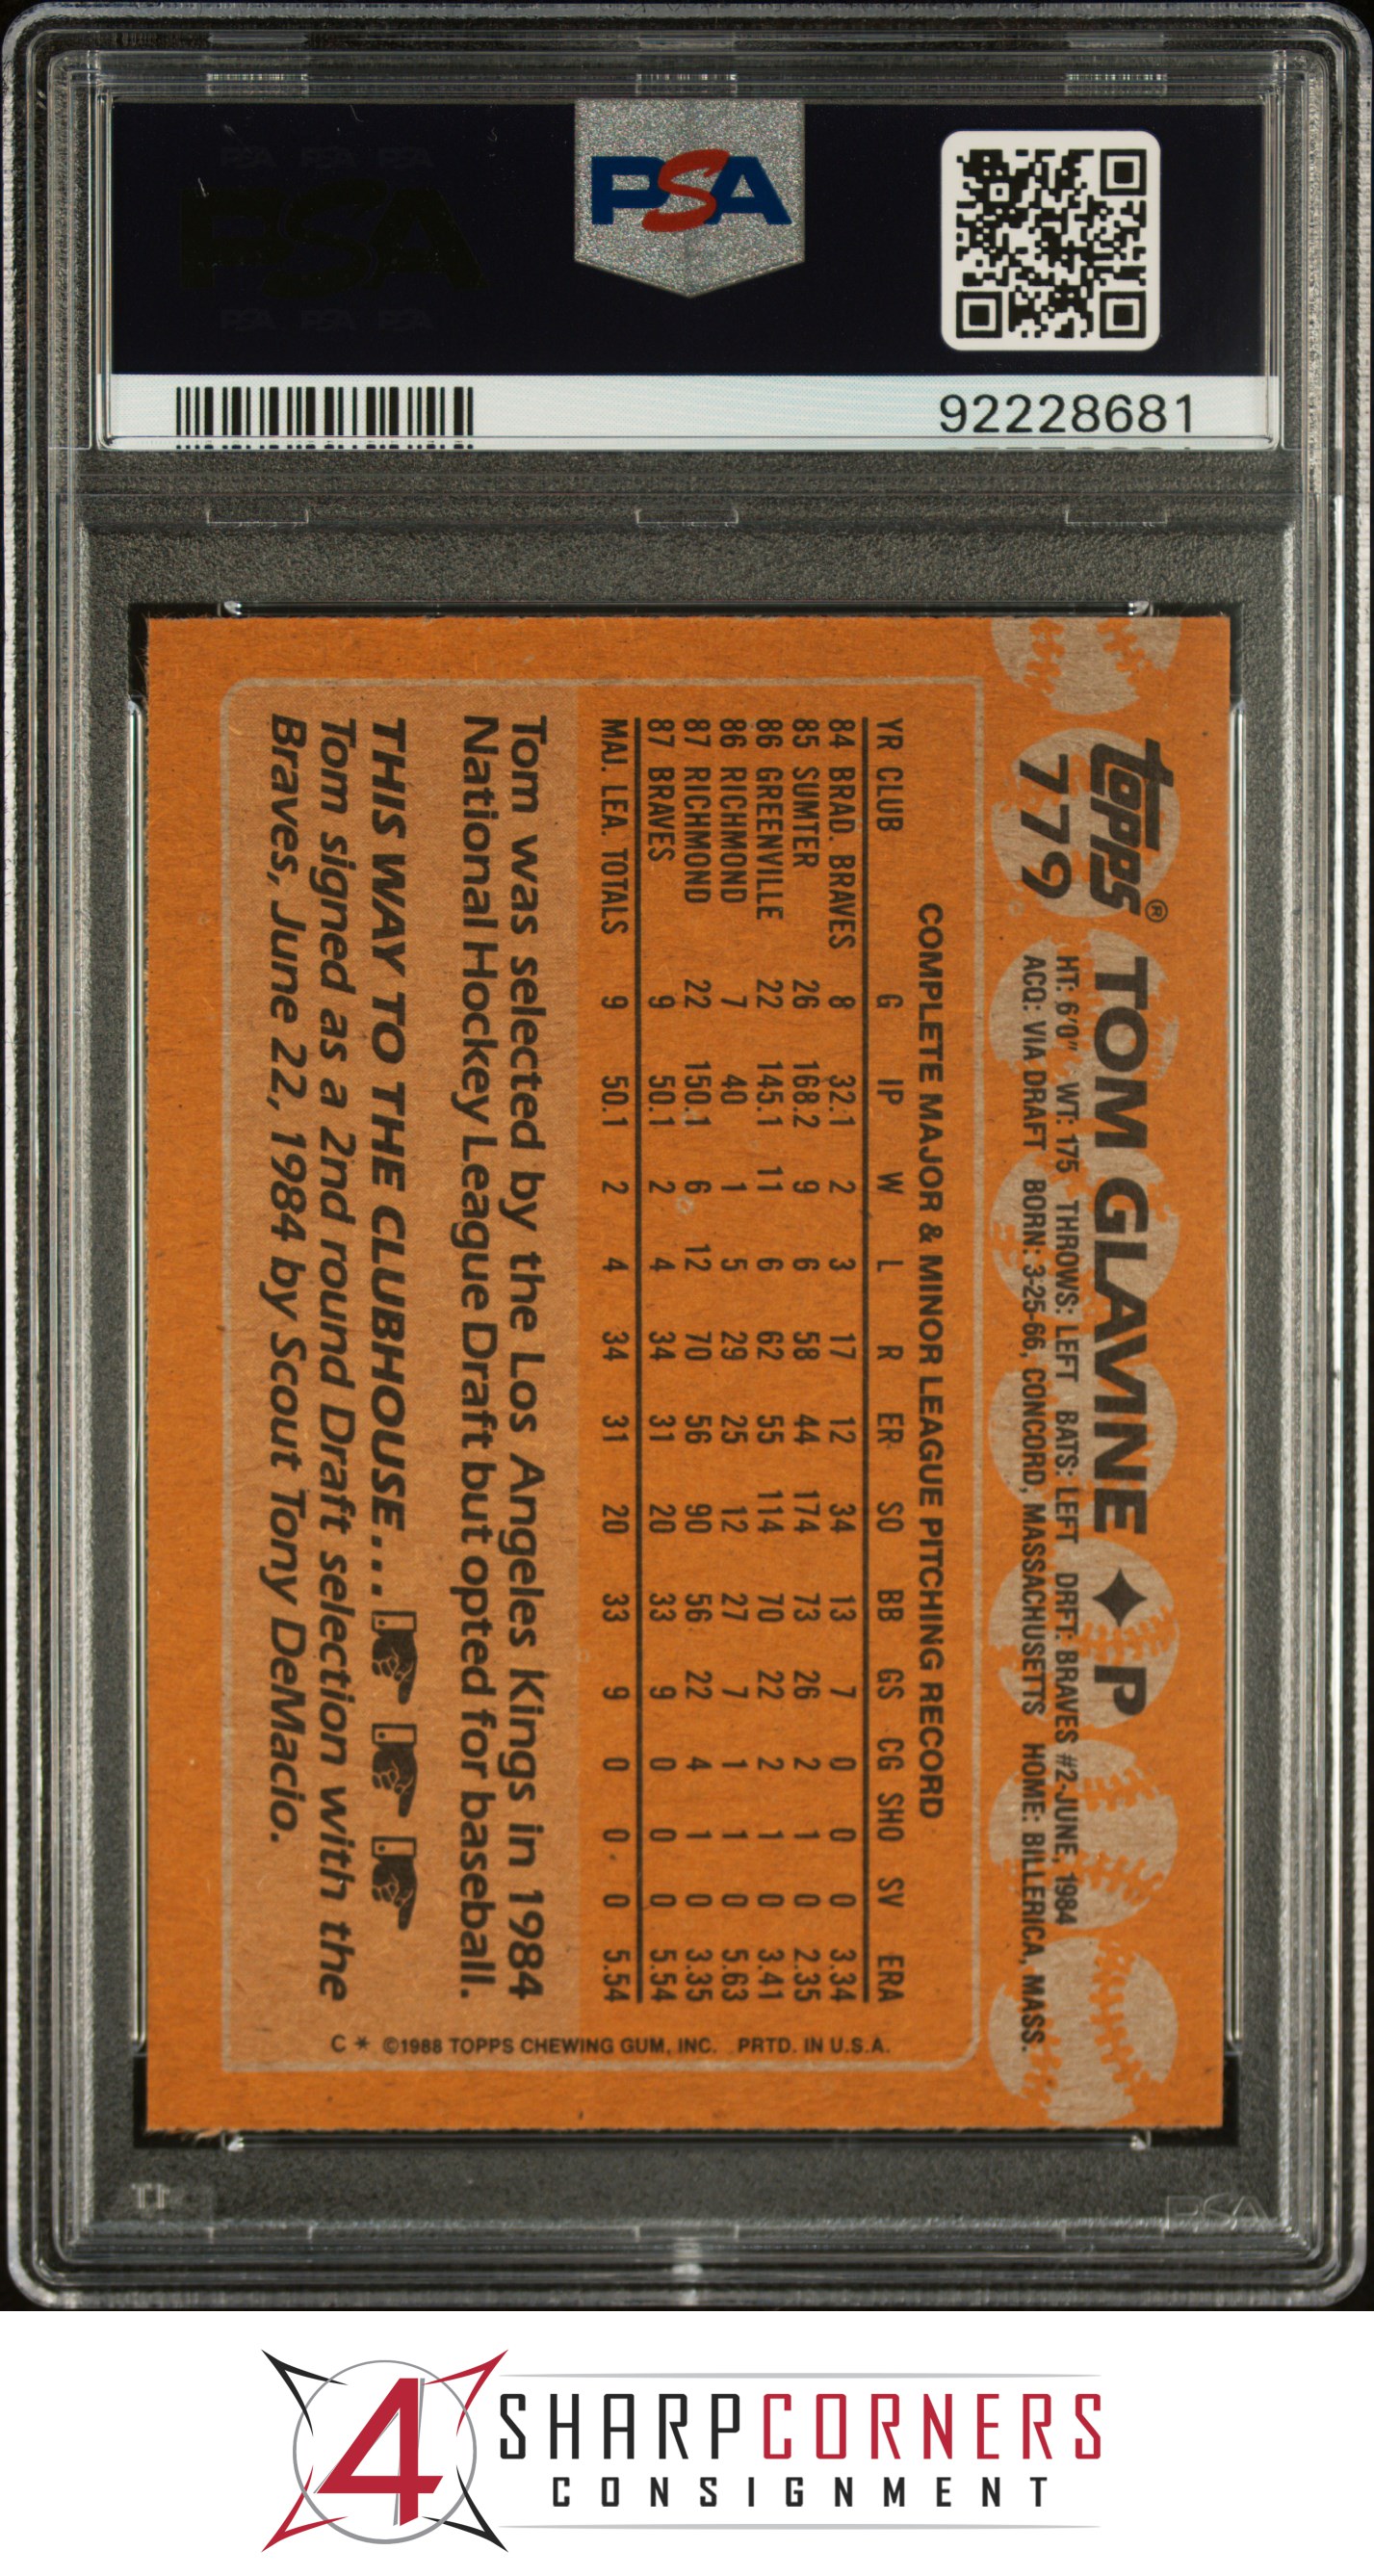 PSA PSA PSA
PSA
PSA PSA PSA
PSA
92228681
topps®
779
TOM GLAVINE ✦ P
HT: 6'0" WT: 175 THROWS: LEFT BATS: LEFT DRFT: BRAVES #2-JUNE, 1984
ACQ: VIA DRAFT BORN: 3-25-66, CONCORD, MASSACHUSETTS HOME: BILLERICA, MASS.
COMPLETE MAJOR & MINOR LEAGUE PITCHING RECORD
YR CLUB G IP W L R ER SO BB GS CG SHO SV ERA
84 BRAD. BRAVES 8 32.1 2 3 17 12 34 13 7 0 0 0 3.34
85 SUMTER 26 168.2 9 6 58 44 174 73 26 2 1 0 2.35
86 GREENVILLE 22 145.1 11 6 62 55 114 70 22 2 1 0 3.41
86 RICHMOND 7 40 1 5 29 25 12 27 7 1 1 0 5.63
87 RICHMOND 22 150.1 6 12 70 56 90 56 22 4 1 0 3.35
87 BRAVES 9 50.1 2 4 34 31 20 33 9 0 0 0 5.54
MAJ. LEA. TOTALS 9 50.1 2 4 34 31 20 33 9 0 0 0 5.54
Tom was selected by the Los Angeles Kings in 1984
National Hockey League Draft but opted for baseball.
THIS WAY TO THE CLUBHOUSE...
Tom signed as a 2nd round Draft selection with the
Braves, June 22, 1984 by Scout Tony DeMacio.
C * ©1988 TOPPS CHEWING GUM, INC. PRTD. IN U.S.A.
PSA
4 SHARPCORNERS
CONSIGNMENT